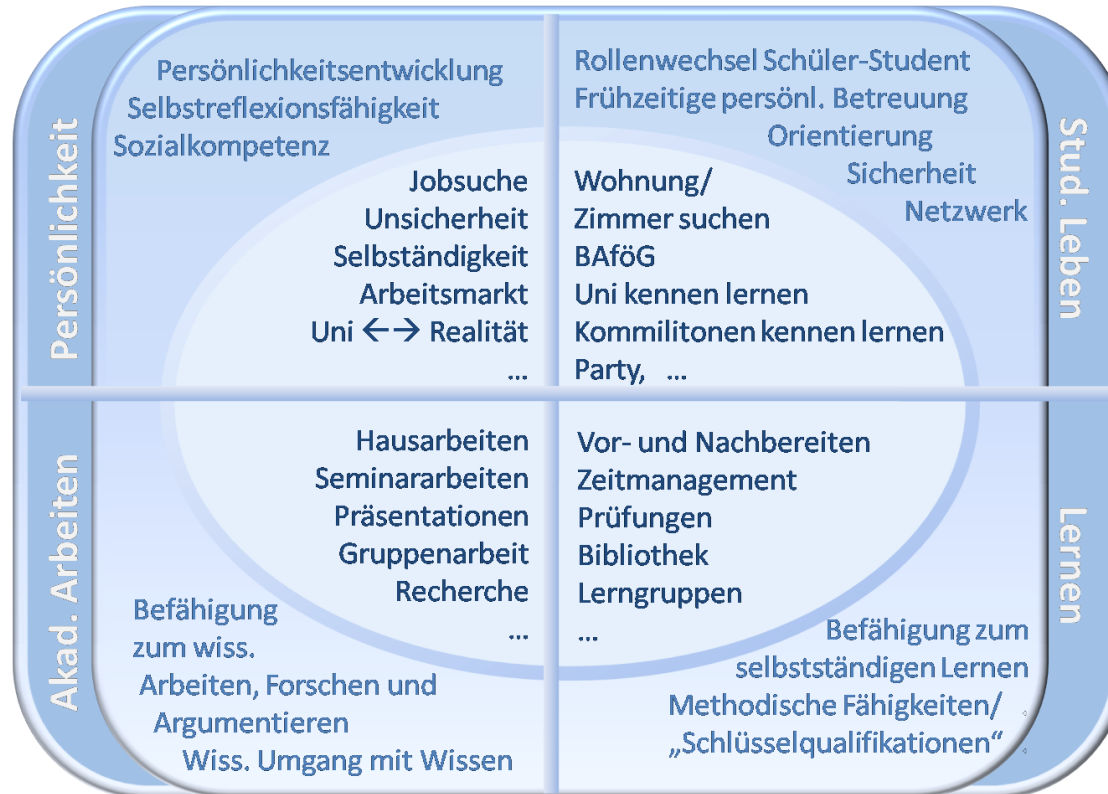 Persönlichkeit
Persönlichkeitsentwicklung
Selbstreflexionsfähigkeit
Sozialkompetenz
Jobsuche
Unsicherheit
Selbständigkeit
Arbeitsmarkt
Uni ←→ Realität
...
Stud. Leben
Rollenwechsel Schüler-Student
Frühzeitige persönl. Betreuung
Orientierung
Sicherheit
Netzwerk
Wohnung/
Zimmer suchen
BAföG
Uni kennen lernen
Kommilitonen kennen lernen
Party, ...
Akad. Arbeiten
Hausarbeiten
Seminararbeiten
Präsentationen
Gruppenarbeit
Recherche
...
Befähigung
zum wiss.
Arbeiten, Forschen und
Argumentieren
Wiss. Umgang mit Wissen
Lernen
Vor- und Nachbereiten
Zeitmanagement
Prüfungen
Bibliothek
Lerngruppen
...
Befähigung zum
selbstständigen Lernen
Methodische Fähigkeiten/
„Schlüsselqualifikationen“